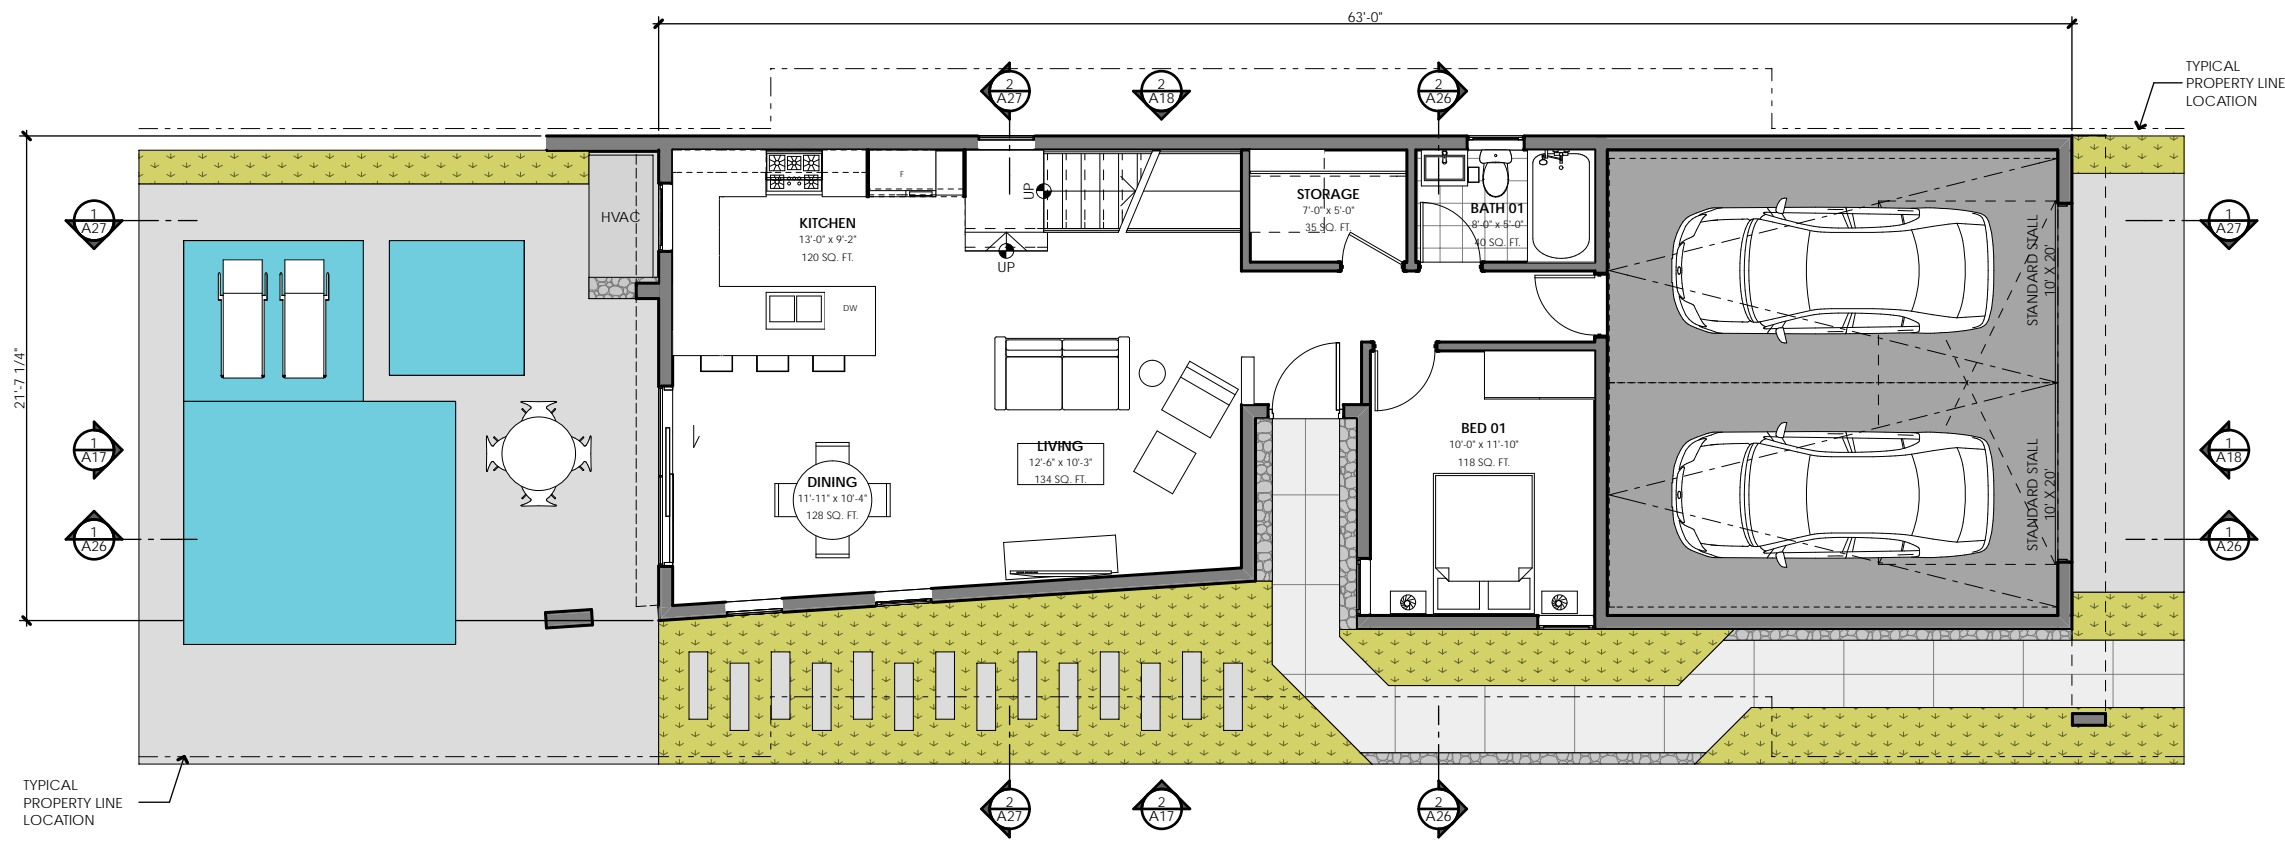 63'-0"
TYPICAL
PROPERTY LINE
LOCATION
2
A27
2
A18
2
A26
HVAC
F
UP
UP
KITCHEN
13'-0" x 9'-2"
120 SQ. FT.
STORAGE
7'-0" x 5'-0"
35 SQ. FT.
BATH 01
8'-0" x 5'-0"
40 SQ. FT.
1
A27
1
A27
STANDARD STALL
10' X 20'
DW
21'-7 1/4"
1
A17
LIVING
12'-6" x 10'-3"
134 SQ. FT.
BED 01
10'-0" x 11'-10"
118 SQ. FT.
1
A18
DINING
11'-11" x 10'-4"
128 SQ. FT.
STANDARD STALL
10' X 20'
1
A26
1
A26
TYPICAL
PROPERTY LINE
LOCATION
2
A27
2
A17
2
A26